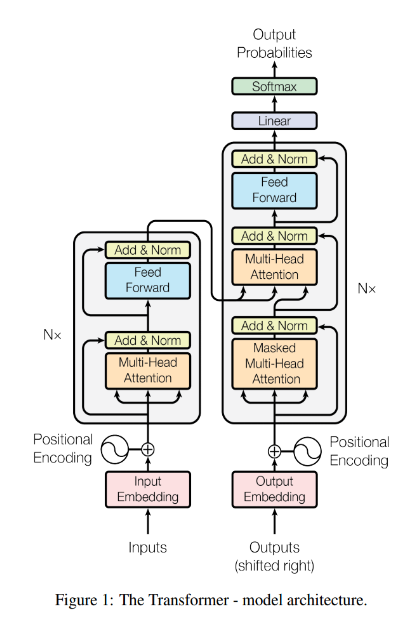 Output
Probabilities
Softmax
Linear
Add & Norm
Feed
Forward
Add & Norm
Multi-Head
Attention
Add & Norm
Masked
Multi-Head
Attention
N×
Add & Norm
Feed
Forward
Add & Norm
Multi-Head
Attention
N×
Positional
Encoding
Positional
Encoding
Input
Embedding
Output
Embedding
Inputs
Outputs
(shifted right)
Figure 1: The Transformer - model architecture.